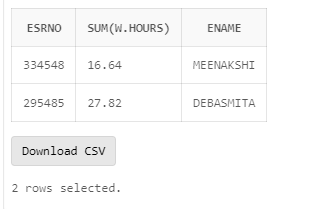 ESRNO SUM(W.HOURS) ENAME
334548 16.64 MEENAKSHI
295485 27.82 DEBASMITA
Download CSV
2 rows selected.